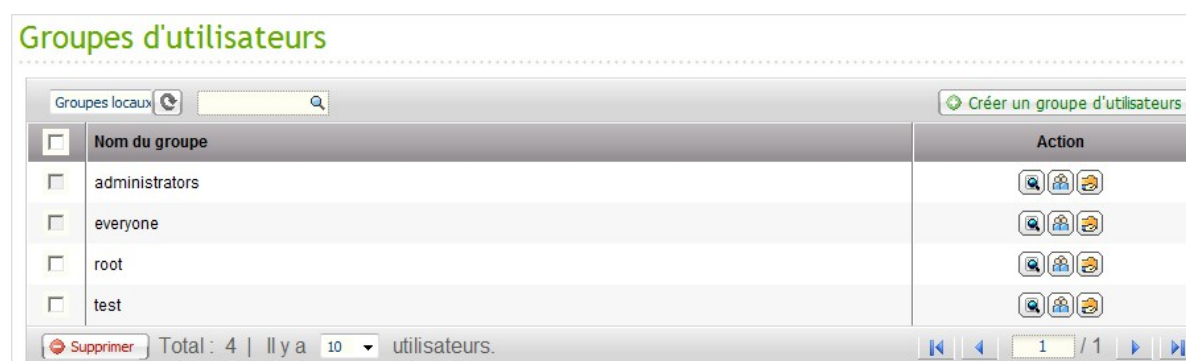 Groupes d'utilisateurs
Groupes locaux Créer un groupe d'utilisateurs
Nom du groupe Action
administrators
everyone
root
test
Supprimer Total : 4 | Il y a 10 utilisateurs. 1 / 1